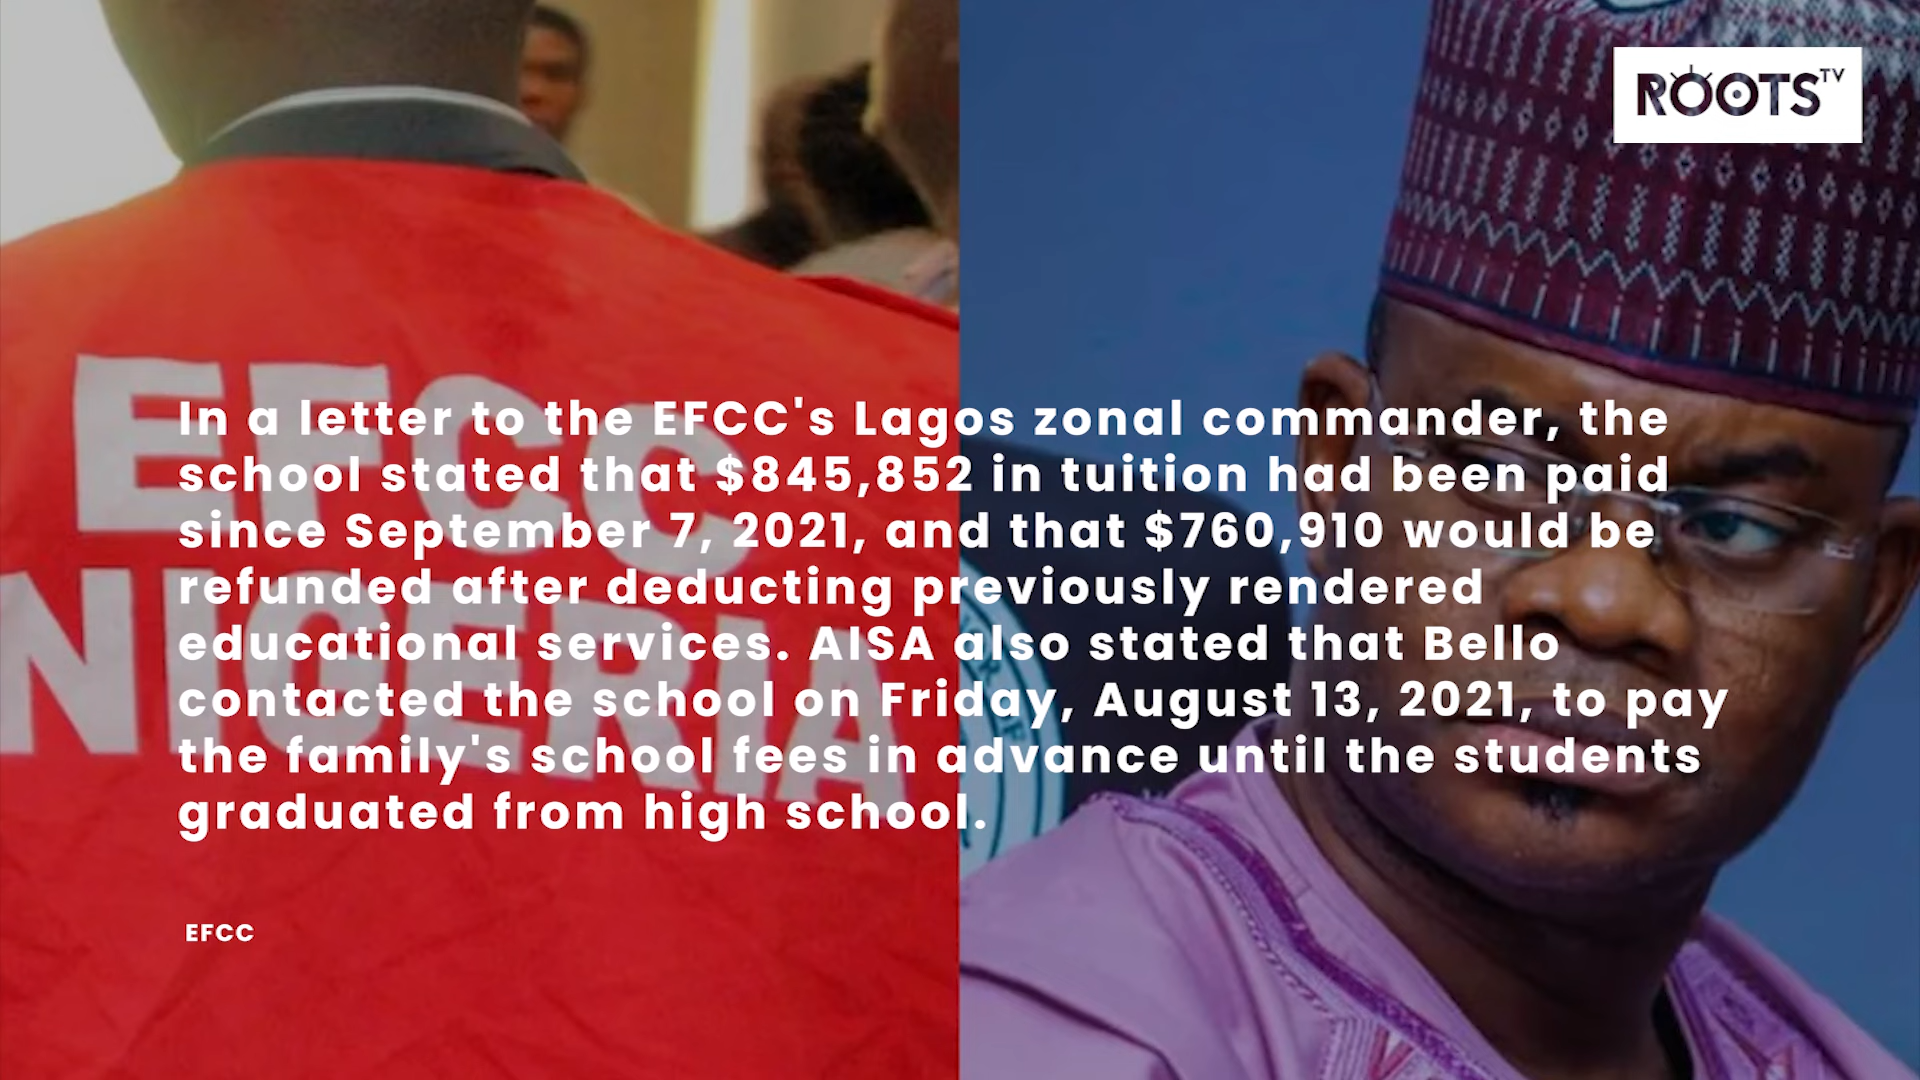 ROOTS TV
EFCC
NIGERIA
In a letter to the EFCC's Lagos zonal commander, the
school stated that $845,852 in tuition had been paid
since September 7, 2021, and that $760,910 would be
refunded after deducting previously rendered
educational services. AISA also stated that Bello
contacted the school on Friday, August 13, 2021, to pay
the family's school fees in advance until the students
graduated from high school.
EFCC